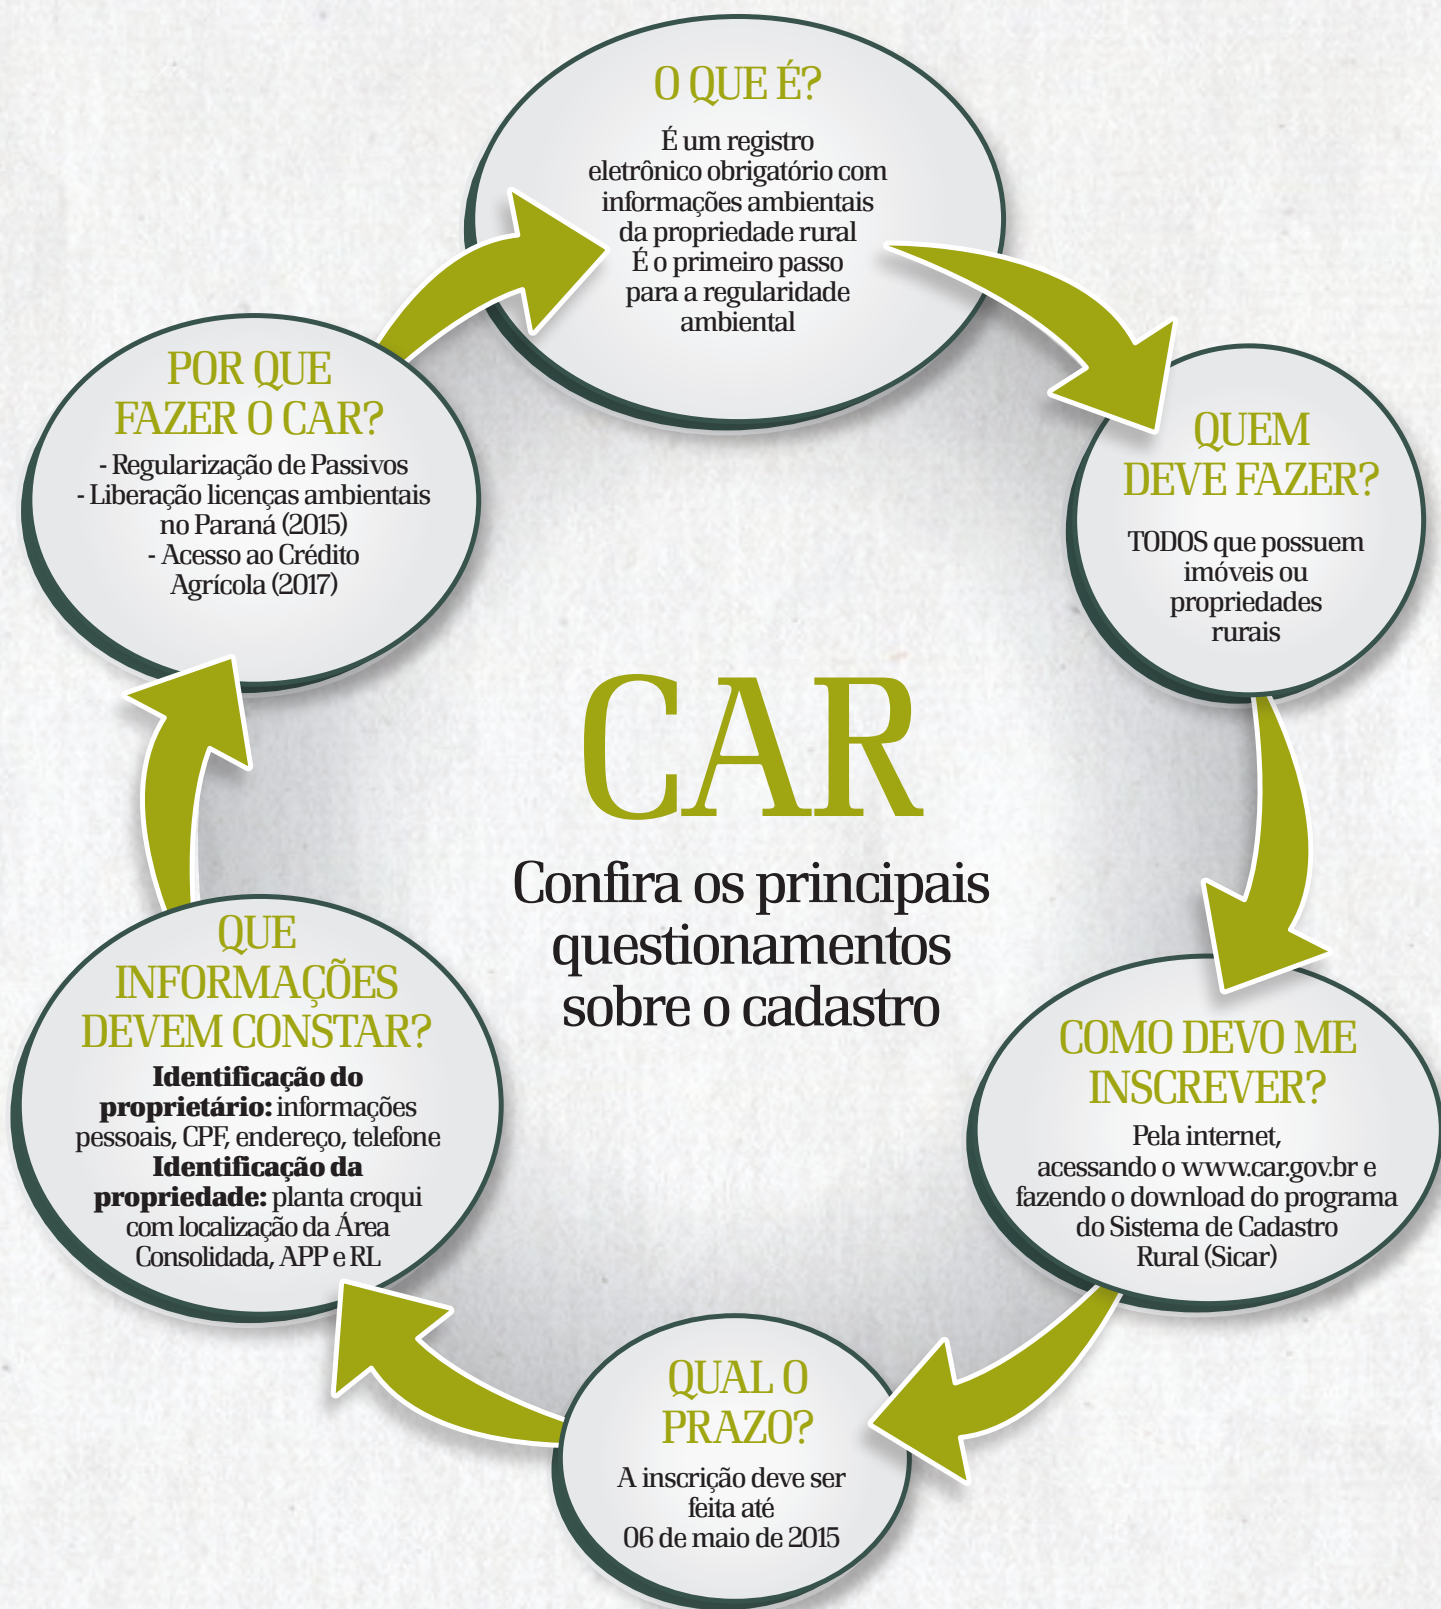 O QUE É?
É um registro
eletrônico obrigatório com
informações ambientais
da propriedade rural
É o primeiro passo
para a regularidade
ambiental
QUEM
DEVE FAZER?
TODOS que possuem
imóveis ou
propriedades
rurais
COMO DEVO ME
INSCREVER?
Pela internet,
acessando o www.car.gov.br e
fazendo o download do programa
do Sistema de Cadastro
Rural (Sicar)
QUAL O
PRAZO?
A inscrição deve ser
feita até
06 de maio de 2015
QUE
INFORMAÇÕES
DEVEM CONSTAR?
Identificação do
proprietário: informações
pessoais, CPF, endereço, telefone
Identificação da
propriedade: planta croqui
com localização da Área
Consolidada, APP e RL
POR QUE
FAZER O CAR?
- Regularização de Passivos
- Liberação licenças ambientais
no Paraná (2015)
- Acesso ao Crédito
Agrícola (2017)
CAR
Confira os principais
questionamentos
sobre o cadastro